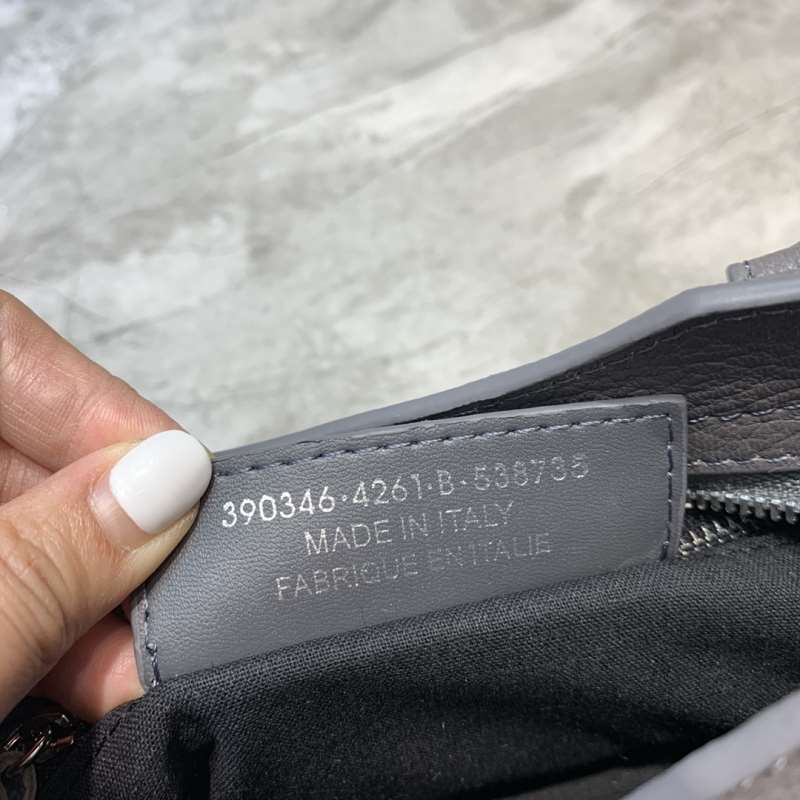 390346·4261·B·538735
MADE IN ITALY
FABRIQUE EN ITALIE